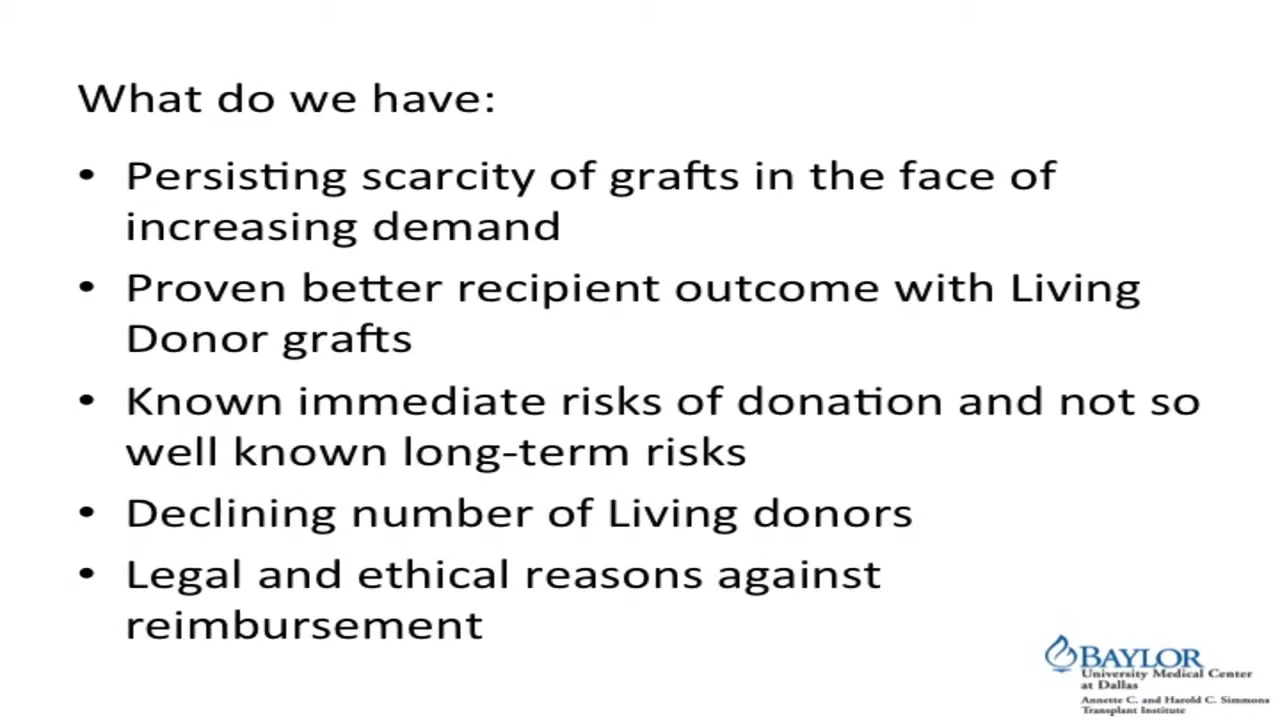 What do we have:
• Persisting scarcity of grafts in the face of
increasing demand
• Proven better recipient outcome with Living
Donor grafts
• Known immediate risks of donation and not so
well known long-term risks
• Declining number of Living donors
• Legal and ethical reasons against
reimbursement
BAYLOR
University Medical Center
at Dallas
Annette C. and Harold C. Simmons
Transplant Institute